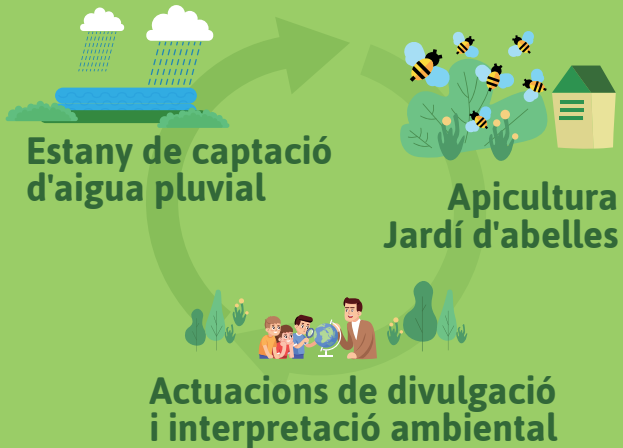 Estany de captació
d'aigua pluvial
Apicultura
Jardí d'abelles
Actuacions de divulgació
i interpretació ambiental